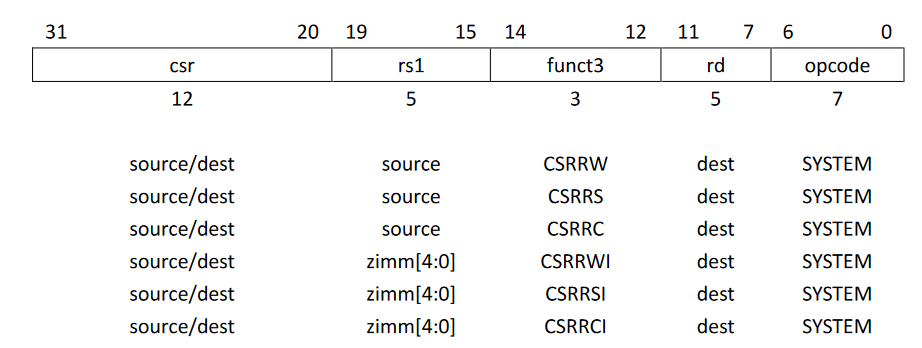 31 20 19 15 14 12 11 7 6 0
csr rs1 funct3 rd opcode
12 5 3 5 7
source/dest source CSRRW dest SYSTEM
source/dest source CSRRS dest SYSTEM
source/dest source CSRRC dest SYSTEM
source/dest zimm[4:0] CSRRWI dest SYSTEM
source/dest zimm[4:0] CSRRSI dest SYSTEM
source/dest zimm[4:0] CSRRCI dest SYSTEM